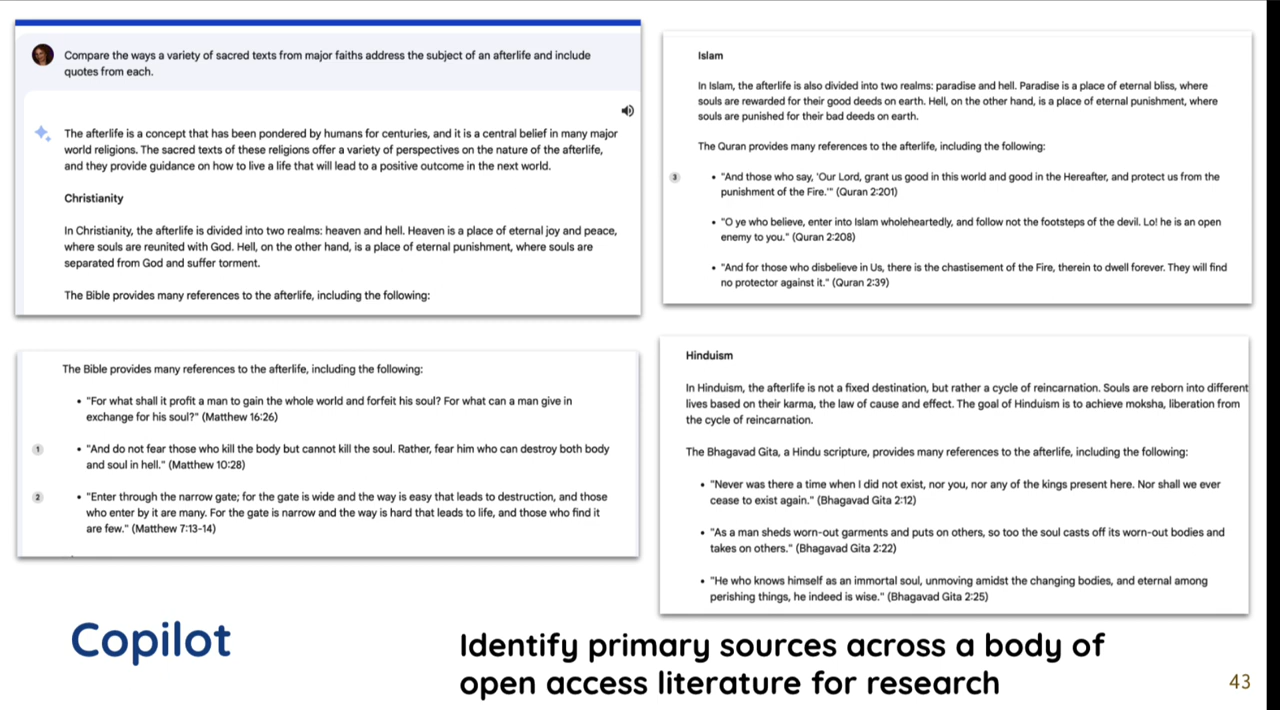 Compare the ways a variety of sacred texts from major faiths address the subject of an afterlife and include
quotes from each.
The afterlife is a concept that has been pondered by humans for centuries, and it is a central belief in many major
world religions. The sacred texts of these religions offer a variety of perspectives on the nature of the afterlife,
and they provide guidance on how to live a life that will lead to a positive outcome in the next world.
Christianity
In Christianity, the afterlife is divided into two realms: heaven and hell. Heaven is a place of eternal joy and peace,
where souls are reunited with God. Hell, on the other hand, is a place of eternal punishment, where souls are
separated from God and suffer torment.
The Bible provides many references to the afterlife, including the following:
The Bible provides many references to the afterlife, including the following:
• "For what shall it profit a man to gain the whole world and forfeit his soul? For what can a man give in
exchange for his soul?" (Matthew 16:26)
1 • "And do not fear those who kill the body but cannot kill the soul. Rather, fear him who can destroy both body
and soul in hell." (Matthew 10:28)
2 • "Enter through the narrow gate; for the gate is wide and the way is easy that leads to destruction, and those
who enter by it are many. For the gate is narrow and the way is hard that leads to life, and those who find it
are few." (Matthew 7:13-14)
Islam
In Islam, the afterlife is also divided into two realms: paradise and hell. Paradise is a place of eternal bliss, where
souls are rewarded for their good deeds on earth. Hell, on the other hand, is a place of eternal punishment, where
souls are punished for their bad deeds on earth.
The Quran provides many references to the afterlife, including the following:
3 • "And those who say, 'Our Lord, grant us good in this world and good in the Hereafter, and protect us from the
punishment of the Fire.'" (Quran 2:201)
• "O ye who believe, enter into Islam wholeheartedly, and follow not the footsteps of the devil. Lo! he is an open
enemy to you." (Quran 2:208)
• "And for those who disbelieve in Us, there is the chastisement of the Fire, therein to dwell forever. They will find
no protector against it." (Quran 2:39)
Hinduism
In Hinduism, the afterlife is not a fixed destination, but rather a cycle of reincarnation. Souls are reborn into different
lives based on their karma, the law of cause and effect. The goal of Hinduism is to achieve moksha, liberation from
the cycle of reincarnation.
The Bhagavad Gita, a Hindu scripture, provides many references to the afterlife, including the following:
• "Never was there a time when I did not exist, nor you, nor any of the kings present here. Nor shall we ever
cease to exist again." (Bhagavad Gita 2:12)
• "As a man sheds worn-out garments and puts on others, so too the soul casts off its worn-out bodies and
takes on others." (Bhagavad Gita 2:22)
• "He who knows himself as an immortal soul, unmoving amidst the changing bodies, and eternal among
perishing things, he indeed is wise." (Bhagavad Gita 2:25)
Copilot
Identify primary sources across a body of
open access literature for research
43